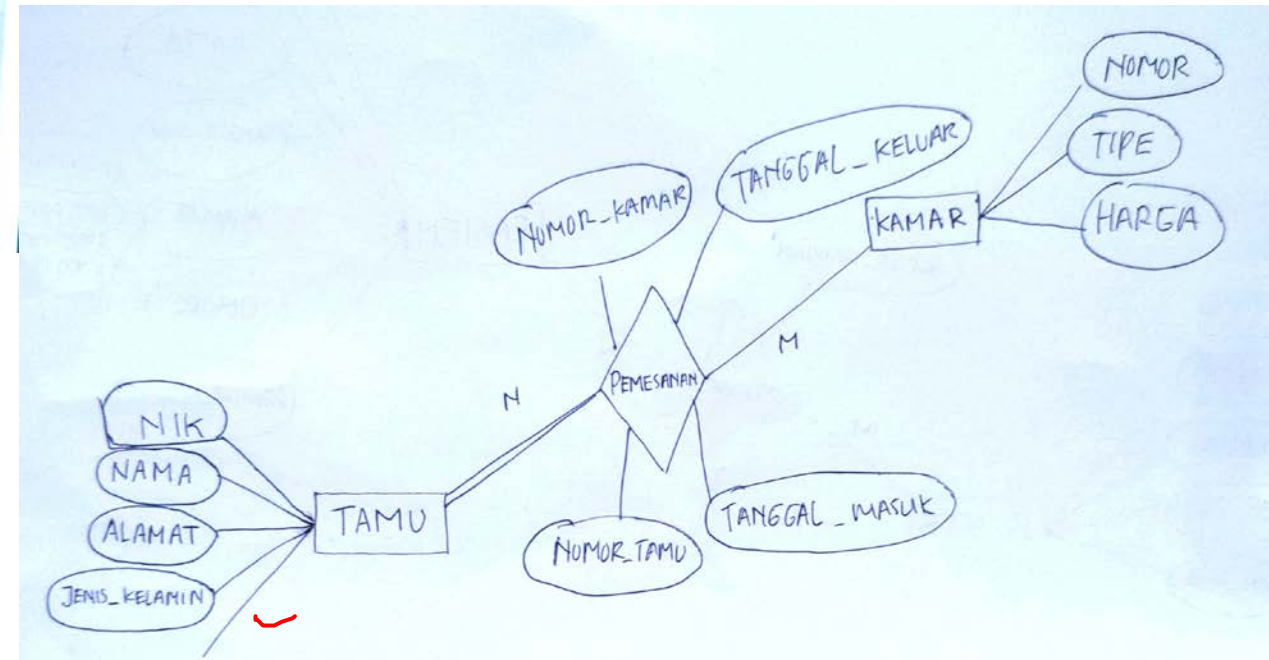 NOMOR
TIPE
HARGA
KAMAR
TANGGAL_KELUAR
NOMOR_KAMAR
M
PEMESANAN
N
NIK
NAMA
ALAMAT
JENIS_KELAMIN
TAMU
NOMOR_TAMU
TANGGAL_MASUK